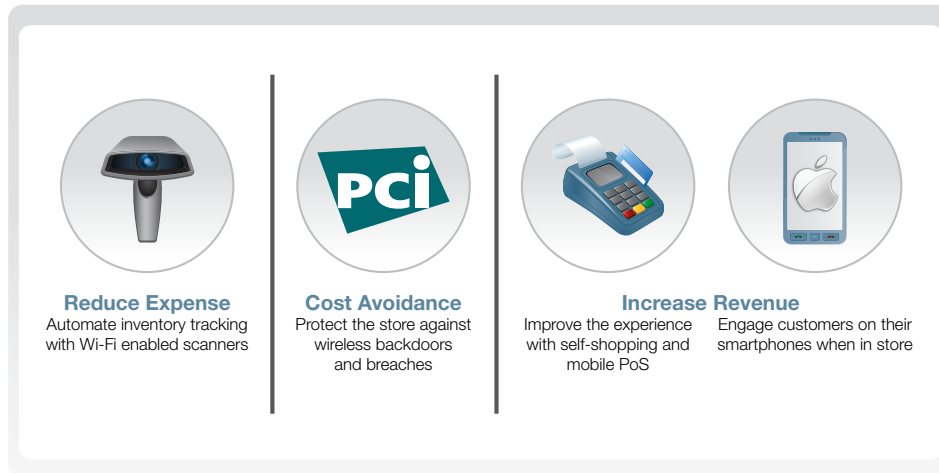 PCi
Reduce Expense
Automate inventory tracking
with Wi-Fi enabled scanners
Cost Avoidance
Protect the store against
wireless backdoors
and breaches
Increase Revenue
Improve the experience
with self-shopping and
mobile PoS
Engage customers on their
smartphones when in store